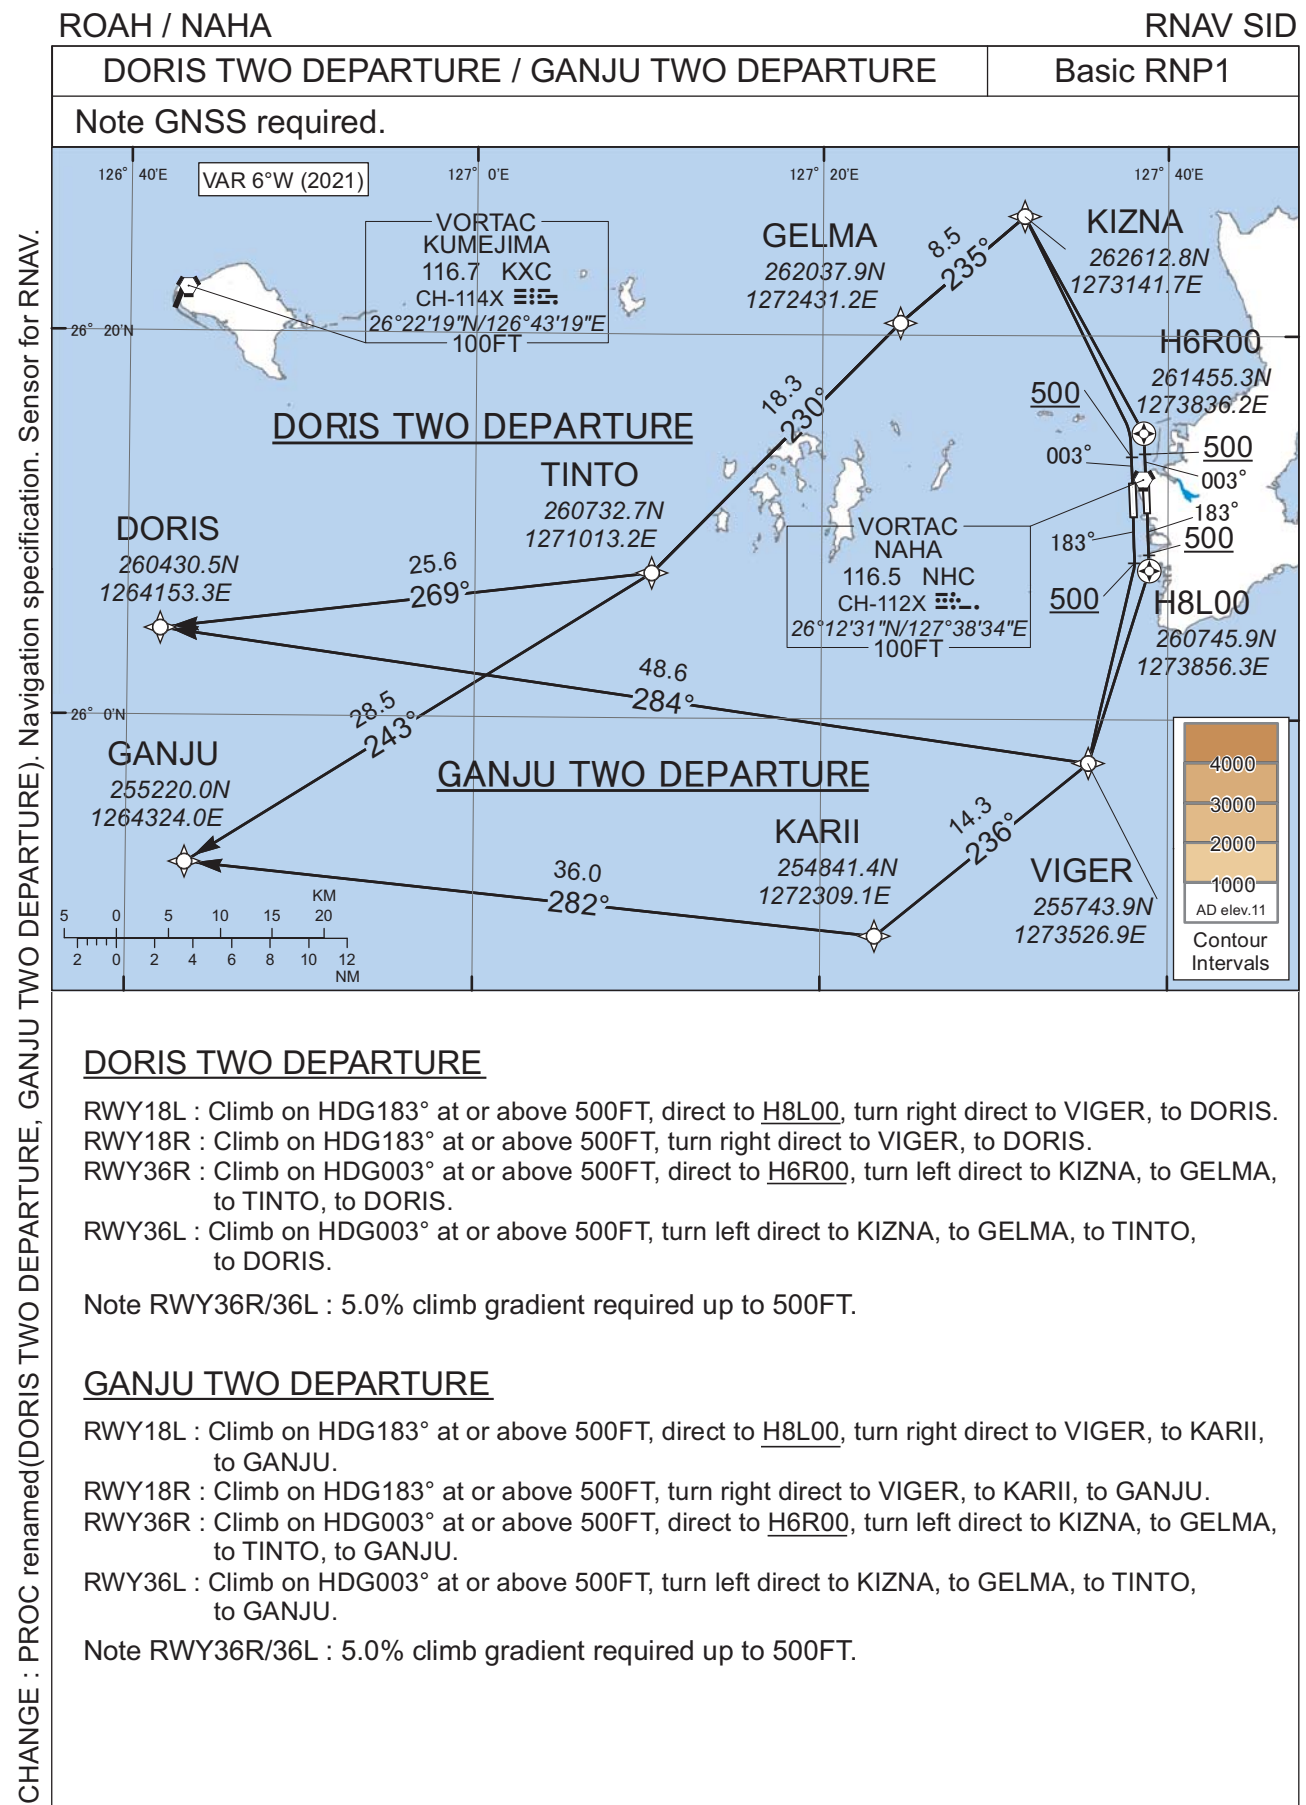 ROAH / NAHA
RNAV SID
DORIS TWO DEPARTURE / GANJU TWO DEPARTURE
Basic RNP1
Note GNSS required.
126° 40'E
VAR 6°W (2021)
127° 0'E
127° 20'E
127° 40'E
VORTAC
KUMEJIMA
116.7 KXC
CH-114X
26°22'19"N/126°43'19"E
100FT
GELMA
262037.9N
1272431.2E
8.5
235°
KIZNA
262612.8N
1273141.7E
26° 20'N
H6R00
261455.3N
1273836.2E
500
500
003°
003°
18.3
230°
DORIS TWO DEPARTURE
TINTO
260732.7N
1271013.2E
DORIS
260430.5N
1264153.3E
25.6
269°
VORTAC
NAHA
116.5 NHC
CH-112X
26°12'31"N/127°38'34"E
100FT
183°
183°
500
500
H8L00
260745.9N
1273856.3E
48.6
284°
26° 0'N
28.5
243°
GANJU
255220.0N
1264324.0E
GANJU TWO DEPARTURE
14.3
236°
KARII
254841.4N
1272309.1E
VIGER
255743.9N
1273526.9E
36.0
282°
4000
3000
2000
1000
AD elev.11
Contour
Intervals
KM
5 0 5 10 15 20
2 0 2 4 6 8 10 12
NM
DORIS TWO DEPARTURE
RWY18L : Climb on HDG183° at or above 500FT, direct to H8L00, turn right direct to VIGER, to DORIS.
RWY18R : Climb on HDG183° at or above 500FT, turn right direct to VIGER, to DORIS.
RWY36R : Climb on HDG003° at or above 500FT, direct to H6R00, turn left direct to KIZNA, to GELMA,
to TINTO, to DORIS.
RWY36L : Climb on HDG003° at or above 500FT, turn left direct to KIZNA, to GELMA, to TINTO,
to DORIS.
Note RWY36R/36L : 5.0% climb gradient required up to 500FT.
GANJU TWO DEPARTURE
RWY18L : Climb on HDG183° at or above 500FT, direct to H8L00, turn right direct to VIGER, to KARII,
to GANJU.
RWY18R : Climb on HDG183° at or above 500FT, turn right direct to VIGER, to KARII, to GANJU.
RWY36R : Climb on HDG003° at or above 500FT, direct to H6R00, turn left direct to KIZNA, to GELMA,
to TINTO, to GANJU.
RWY36L : Climb on HDG003° at or above 500FT, turn left direct to KIZNA, to GELMA, to TINTO,
to GANJU.
Note RWY36R/36L : 5.0% climb gradient required up to 500FT.
CHANGE : PROC renamed(DORIS TWO DEPARTURE, GANJU TWO DEPARTURE). Navigation specification. Sensor for RNAV.